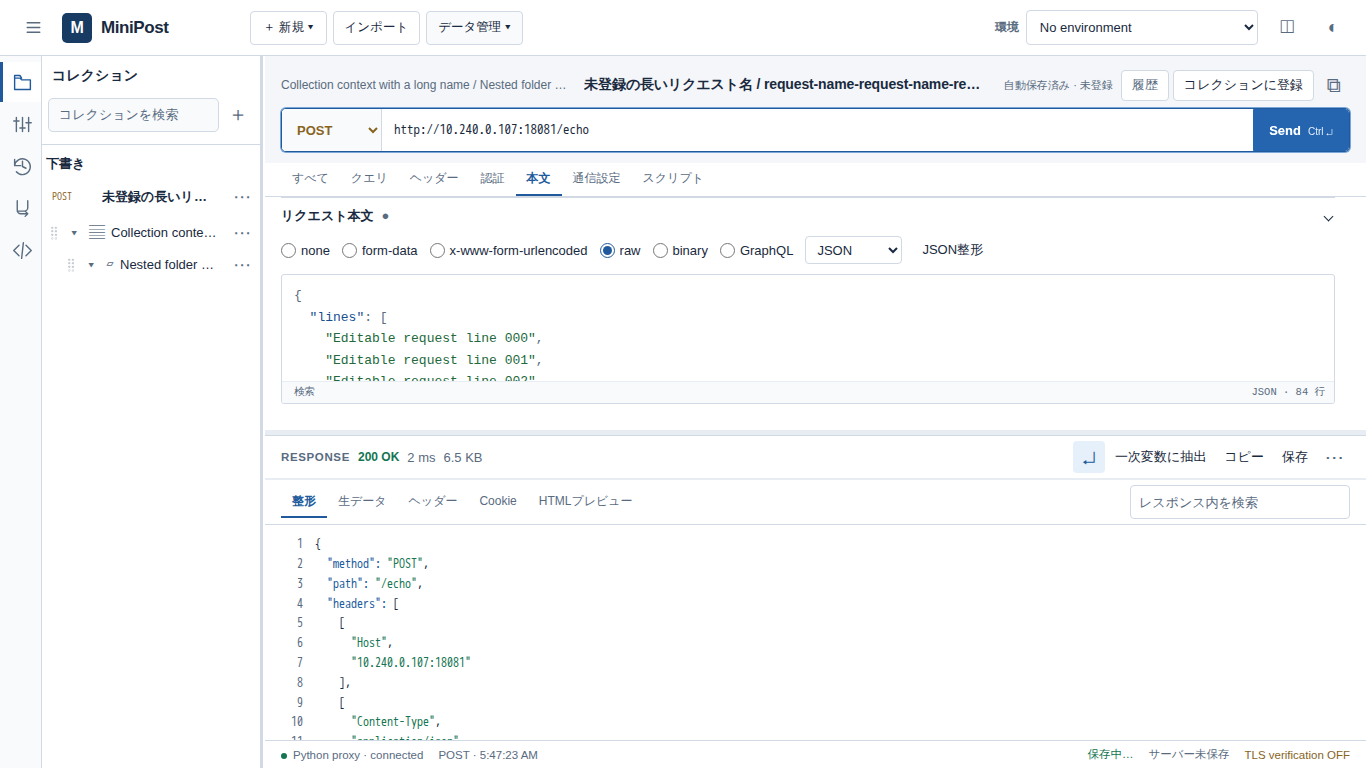 M MiniPost ＋ 新規 ▾ インポート データ管理 ▾ 環境 No environment
コレクション
コレクションを検索 ＋
下書き
POST 未登録の長いリ… ···
▾ Collection conte… ···
▾ Nested folder … ···
Collection context with a long name / Nested folder … 未登録の長いリクエスト名 / request-name-request-name-re… 自動保存済み · 未登録 履歴 コレクションに登録
POST http://10.240.0.107:18081/echo Send Ctrl ↵
すべて クエリ ヘッダー 認証 本文 通信設定 スクリプト
リクエスト本文 ●
none form-data x-www-form-urlencoded raw binary GraphQL JSON JSON整形
{
"lines": [
"Editable request line 000",
"Editable request line 001",
"Editable request line 002",
検索 JSON · 84 行
RESPONSE 200 OK 2 ms 6.5 KB 一次変数に抽出 コピー 保存 ···
整形 生データ ヘッダー Cookie HTMLプレビュー レスポンス内を検索
1 {
2 "method": "POST",
3 "path": "/echo",
4 "headers": [
5 [
6 "Host",
7 "10.240.0.107:18081"
8 ],
9 [
10 "Content-Type",
11 "application/json"
Python proxy · connected POST · 5:47:23 AM 保存中… サーバー未保存 TLS verification OFF